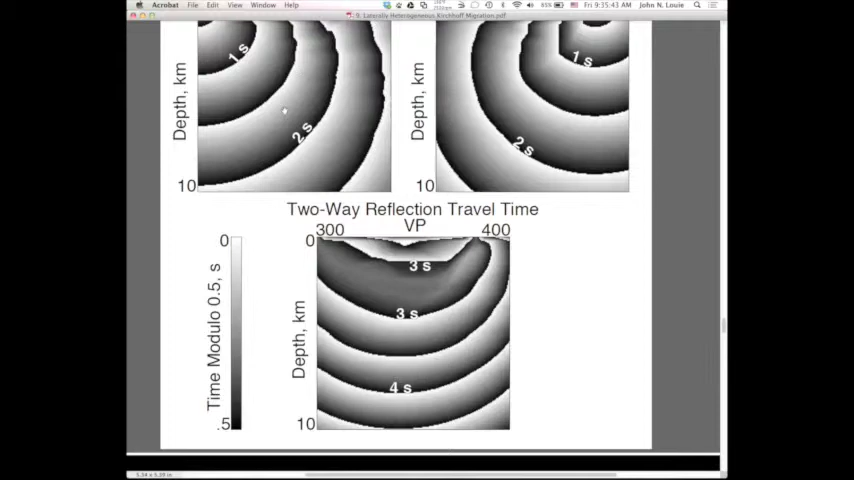 Acrobat File Edit View Window Help
Fri 9:35:43 AM John N. Louie
9. Laterally Heterogeneous Kirchhoff Migration.pdf
1 s
1 s
Depth, km
Depth, km
2 s
2 s
10
10
Two-Way Reflection Travel Time
VP
300
400
0
0
3 s
3 s
Time Modulo 0.5, s
Depth, km
4 s
.5
10